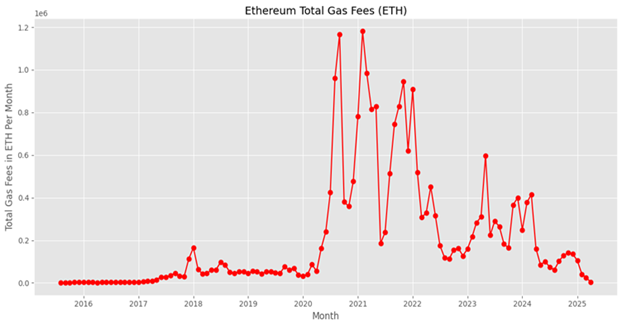 Ethereum Total Gas Fees (ETH)
1e6
1.2
1.0
0.8
0.6
0.4
0.2
0.0
Total Gas Fees in ETH Per Month
2016 2017 2018 2019 2020 2021 2022 2023 2024 2025
Month